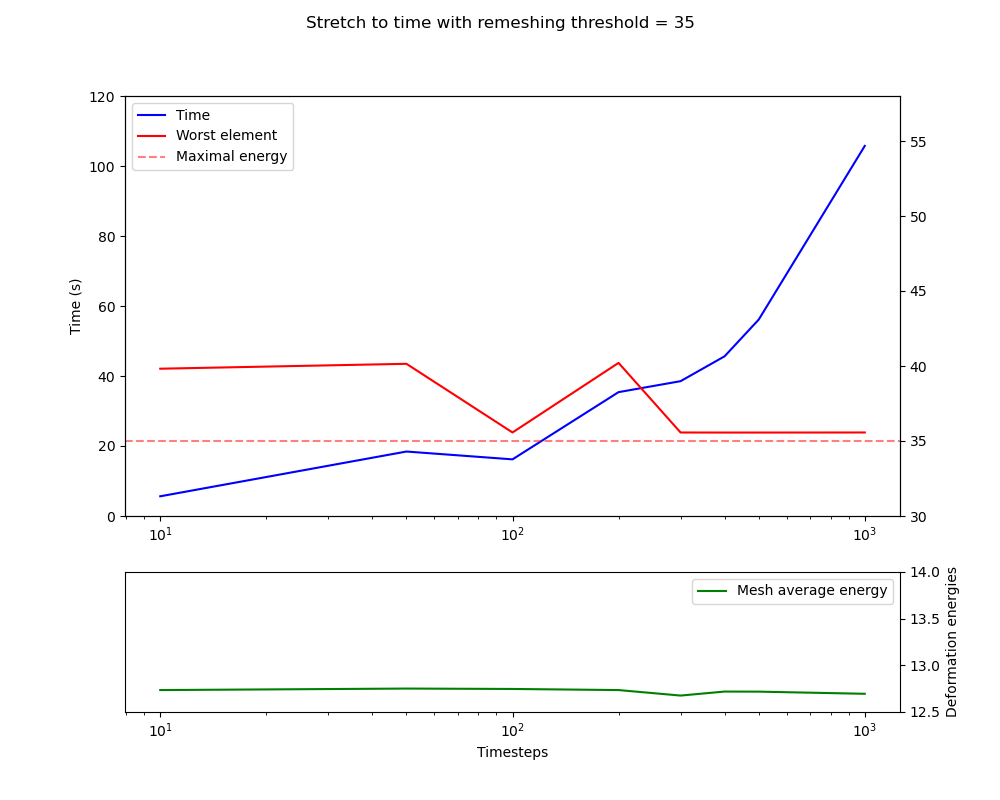 Stretch to time with remeshing threshold = 35
Time
Worst element
Maximal energy
Time (s)
120
100
80
60
40
20
0
55
50
45
40
35
30
10¹ 10² 10³
Mesh average energy
14.0
13.5
13.0
12.5
Deformation energies
10¹ 10² 10³
Timesteps